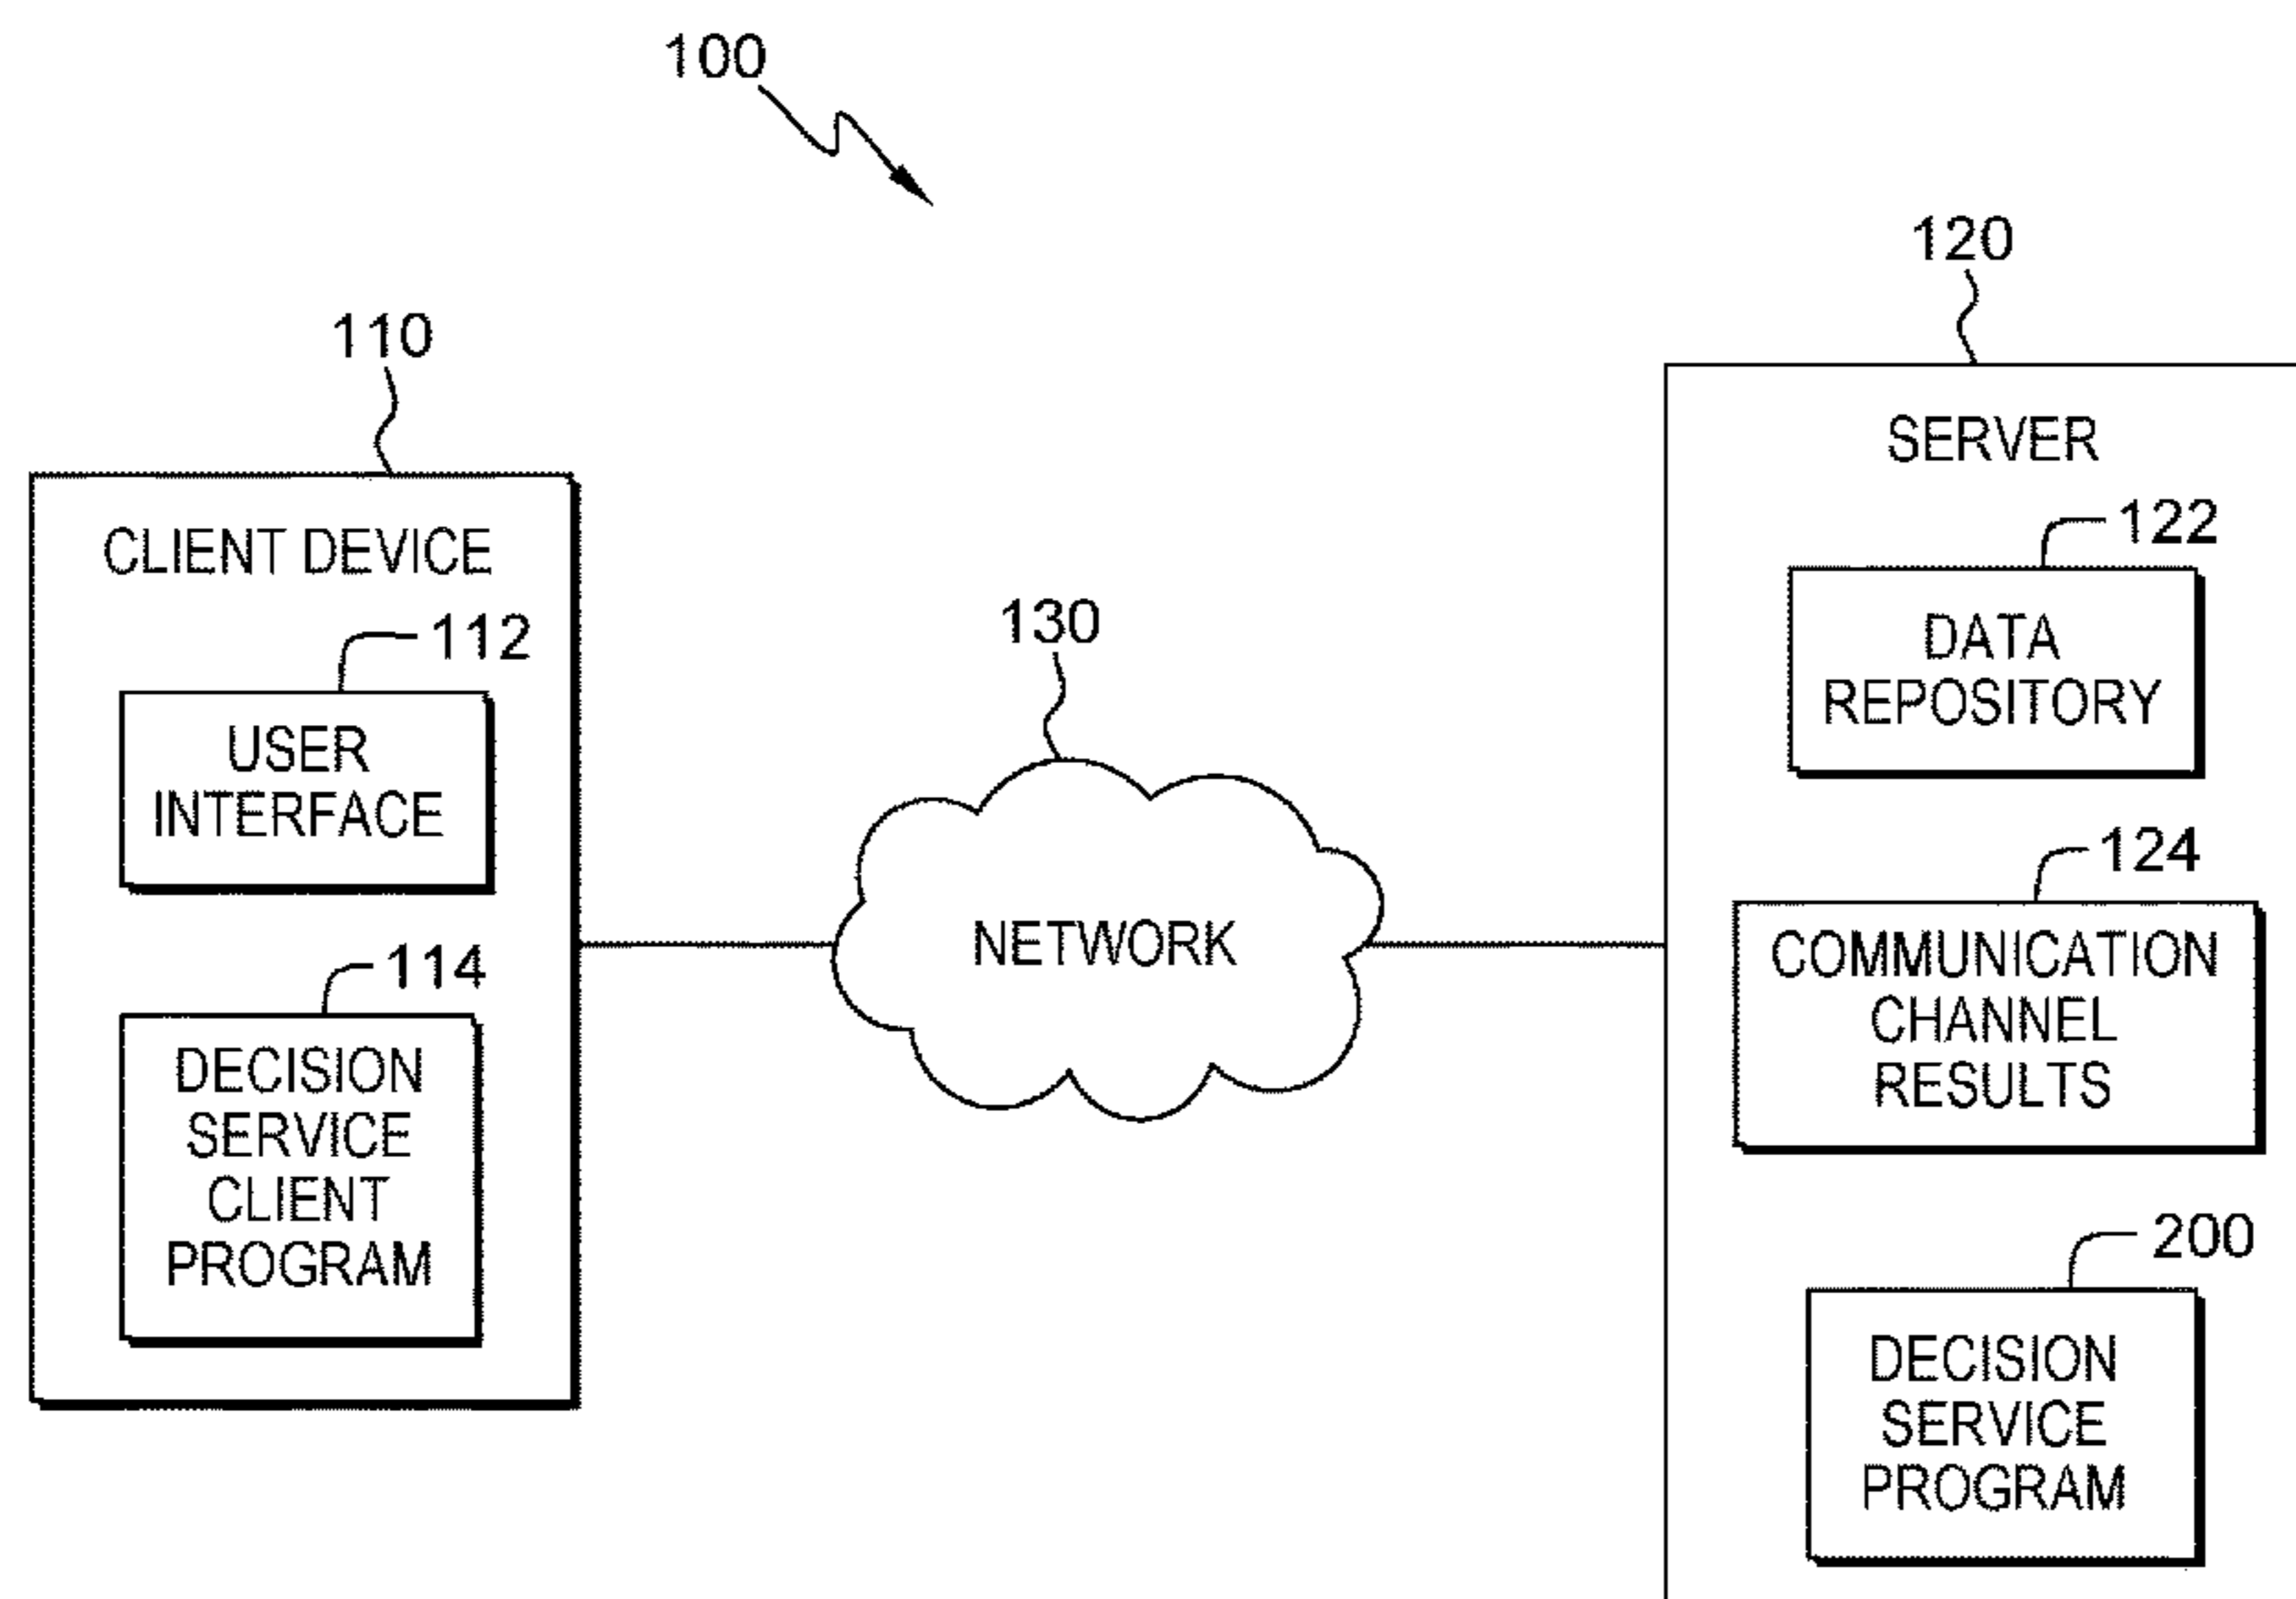 100
120
SERVER
110
CLIENT DEVICE
122
DATA
REPOSITORY
112
USER
INTERFACE
130
NETWORK
124
COMMUNICATION
CHANNEL
RESULTS
114
DECISION
SERVICE
CLIENT
PROGRAM
200
DECISION
SERVICE
PROGRAM